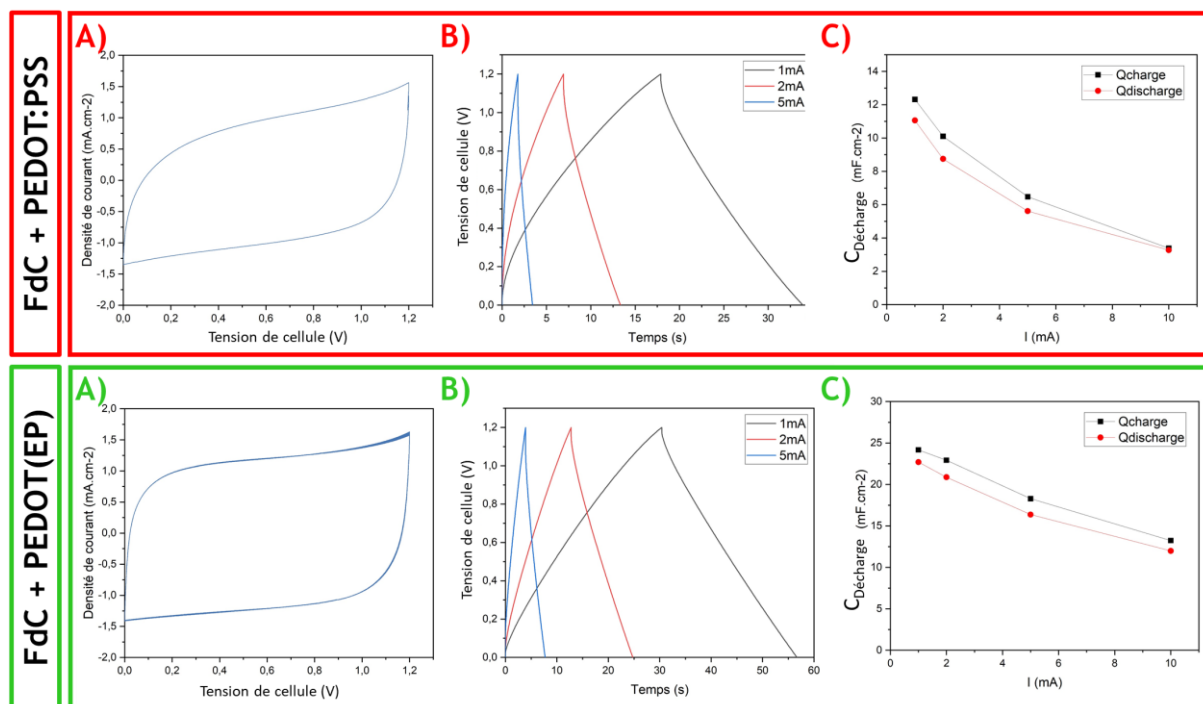 FdC + PEDOT:PSS
A)
Densité de courant (mA.cm-2)
2,0
1,5
1,0
0,5
0,0
-0,5
-1,0
-1,5
-2,0
0,0 0,2 0,4 0,6 0,8 1,0 1,2
Tension de cellule (V)
B)
Tension de cellule (V)
1,2
1,0
0,8
0,6
0,4
0,2
0,0
0 5 10 15 20 25 30
Temps (s)
1mA
2mA
5mA
C)
CDécharge (mF.cm-2)
14
12
10
8
6
4
2
0
2 4 6 8 10
I (mA)
Qcharge
Qdischarge
FdC + PEDOT(EP)
A)
Densité de courant (mA.cm-2)
2,0
1,5
1,0
0,5
0,0
-0,5
-1,0
-1,5
-2,0
0,0 0,2 0,4 0,6 0,8 1,0 1,2
Tension de cellule (V)
B)
Tension de cellule (V)
1,2
1,0
0,8
0,6
0,4
0,2
0,0
0 10 20 30 40 50 60
Temps (s)
1mA
2mA
5mA
C)
CDécharge (mF.cm-2)
30
25
20
15
10
5
0
2 4 6 8 10
I (mA)
Qcharge
Qdischarge